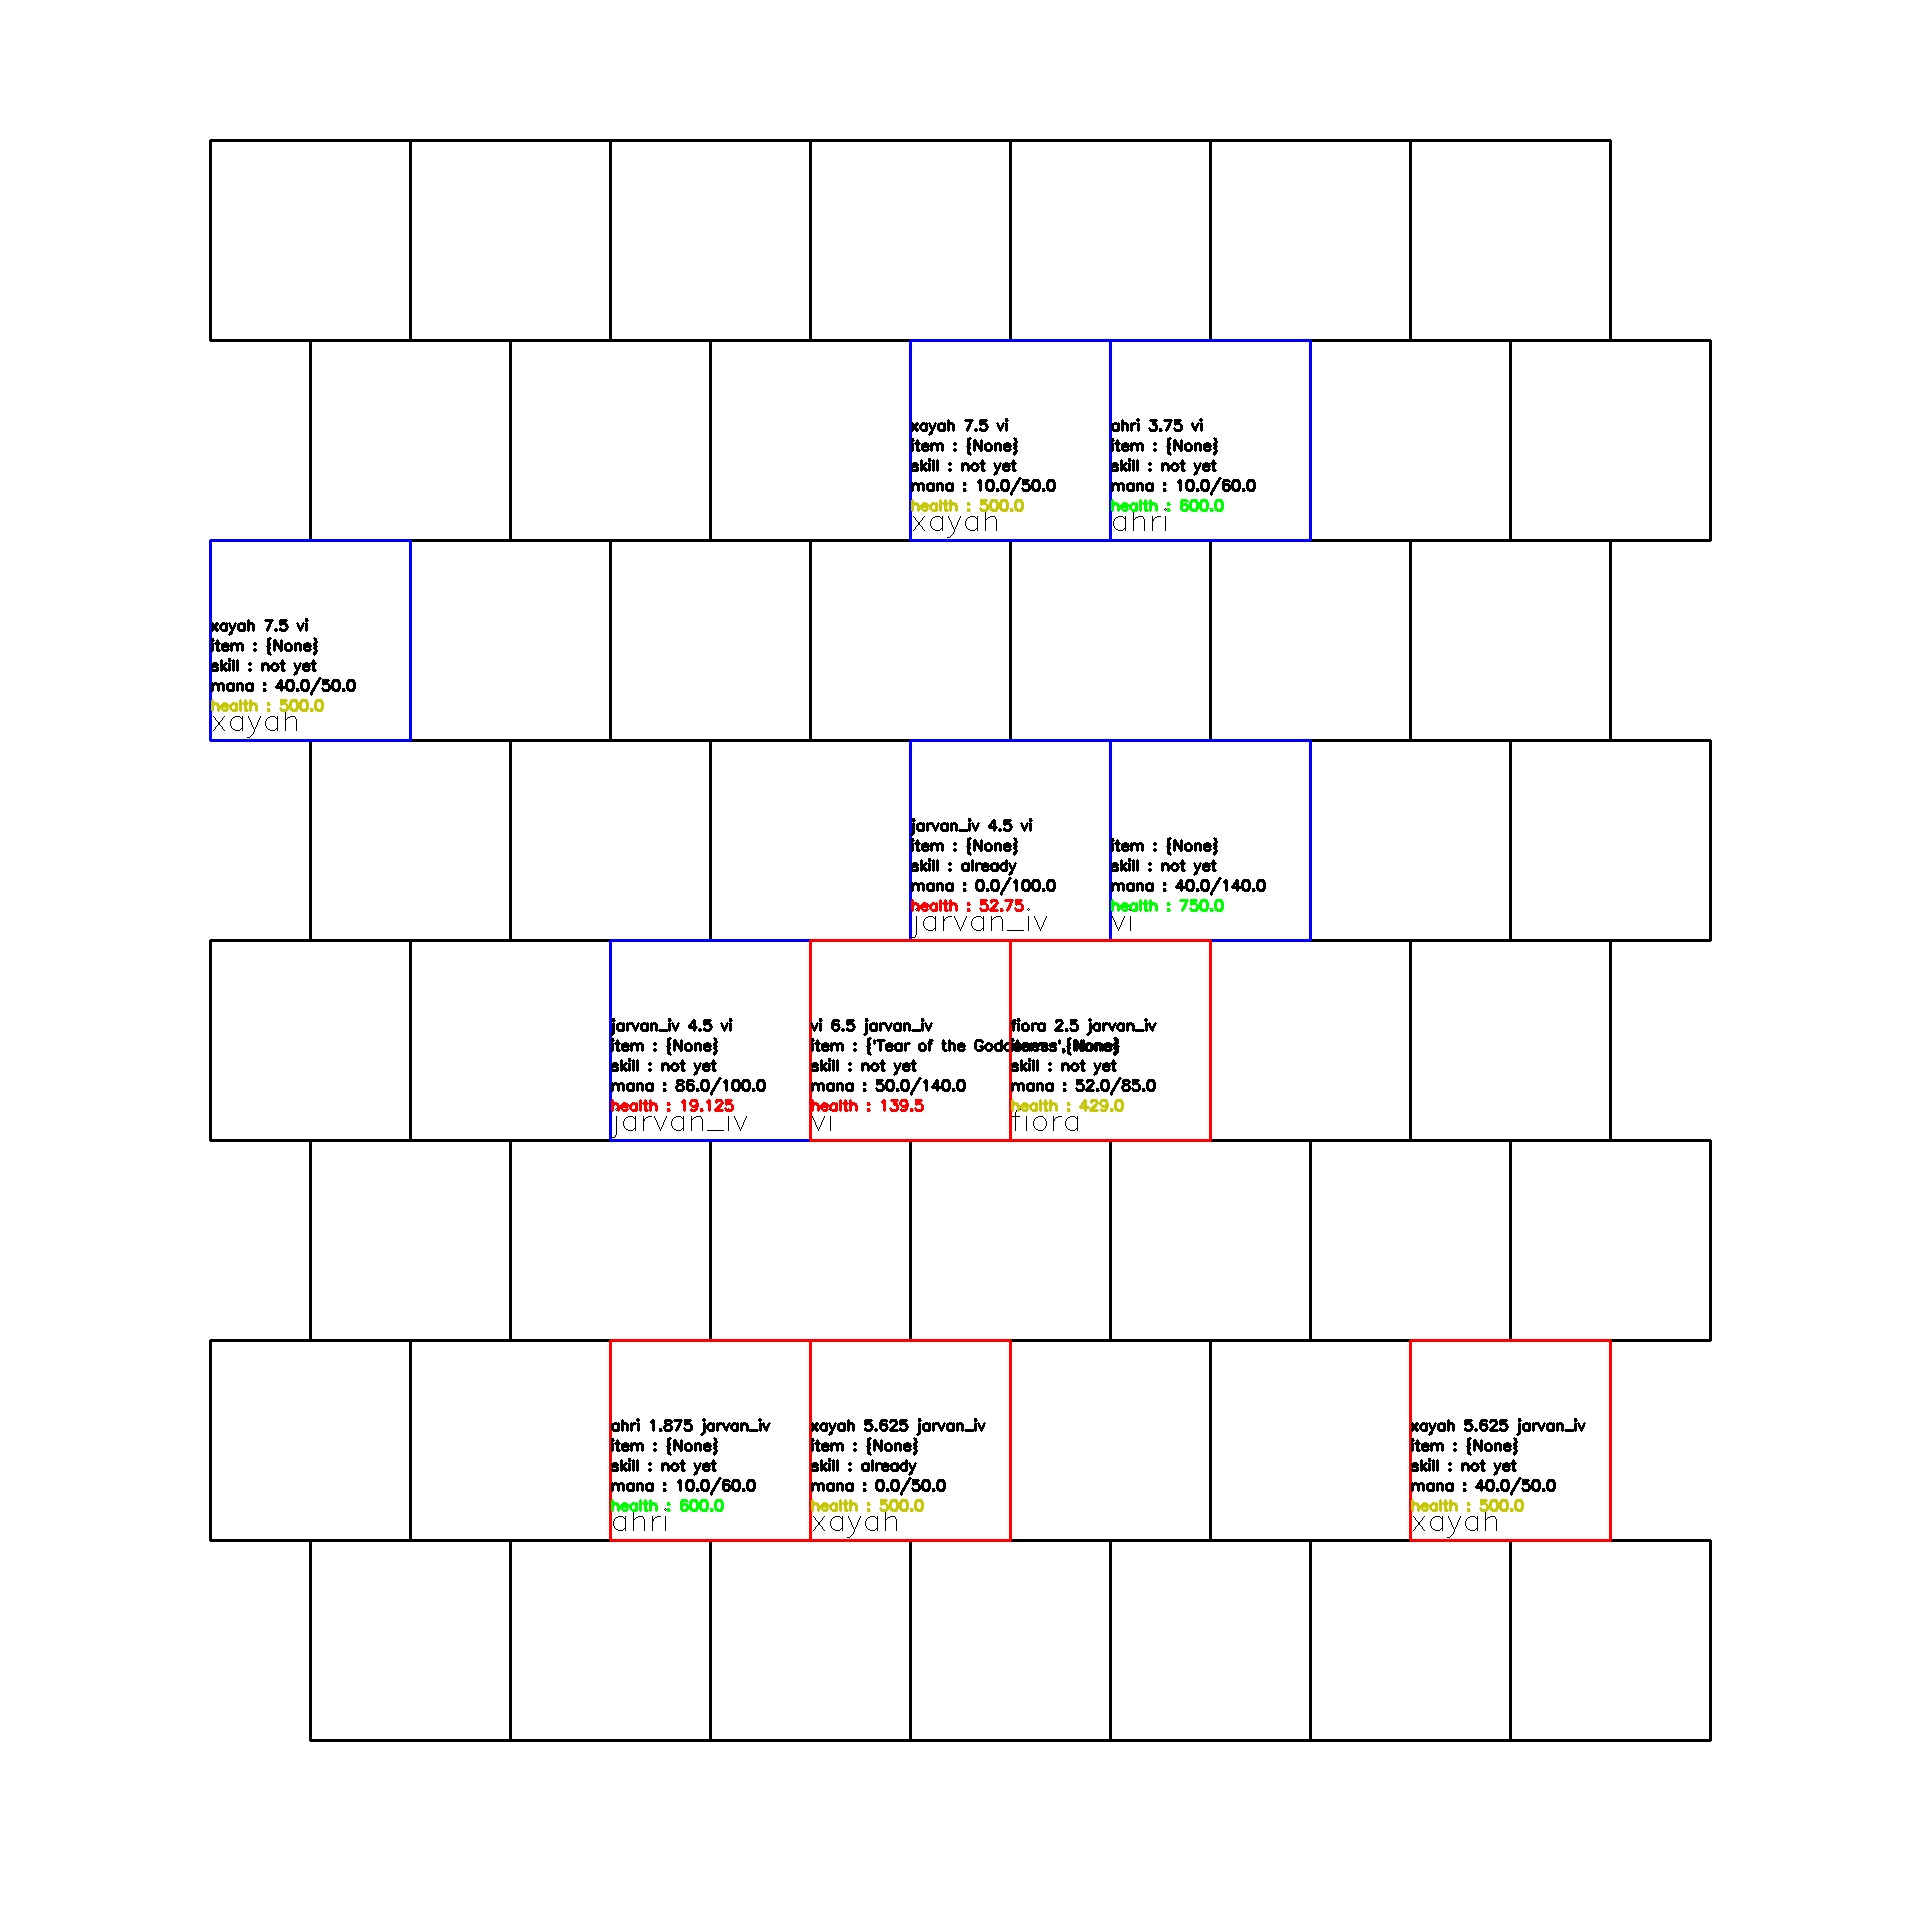 xayah 7.5 vi
item : {None}
skill : not yet
mana : 10.0/50.0
health : 500.0
xayah
ahri 3.75 vi
item : {None}
skill : not yet
mana : 10.0/60.0
health : 600.0
ahri
xayah 7.5 vi
item : {None}
skill : not yet
mana : 40.0/50.0
health : 500.0
xayah
jarvan_iv 4.5 vi
item : {None}
skill : already
mana : 0.0/100.0
health : 52.75
jarvan_iv
item : {None}
skill : not yet
mana : 40.0/140.0
health : 750.0
vi
jarvan_iv 4.5 vi
item : {None}
skill : not yet
mana : 86.0/100.0
health : 19.125
jarvan_iv
vi 6.5 jarvan_iv
item : {'Tear of the
skill : not yet
mana : 50.0/140.0
health : 139.5
vi
fiora 2.5 jarvan_iv
skill : not yet
mana : 52.0/85.0
health : 429.0
fiora
ahri 1.875 jarvan_iv
item : {None}
skill : not yet
mana : 10.0/60.0
health : 600.0
ahri
xayah 5.625 jarvan_iv
item : {None}
skill : already
mana : 0.0/50.0
health : 500.0
xayah
xayah 5.625 jarvan_iv
item : {None}
skill : not yet
mana : 40.0/50.0
health : 500.0
xayah